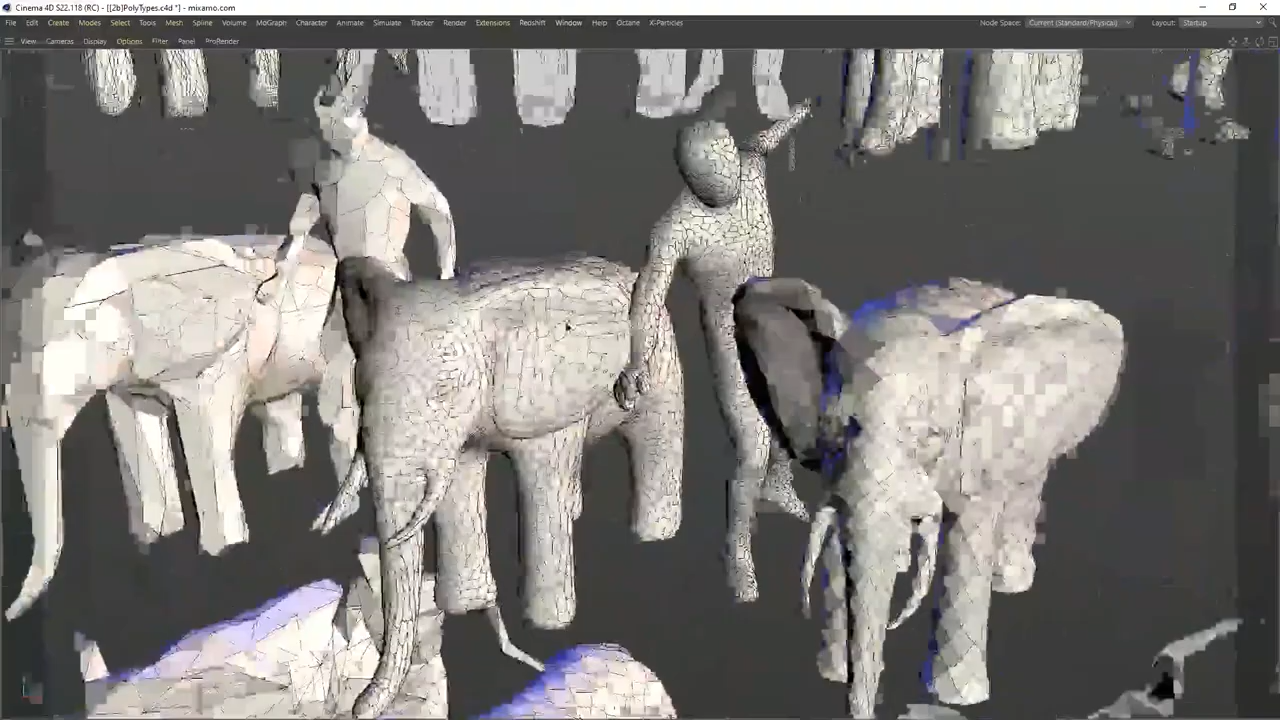 Cinema 4D S22.118 (RC) - [[2b]PolyTypes.c4d *] - mixamo.com
File Edit Create Modes Select Tools Mesh Spline Volume MoGraph Character Animate Simulate Tracker Render Extensions Redshift Window Help Octane X-Particles Node Space: Current (Standard/Physical) Layout: Startup
View Cameras Display Options Filter Panel ProRender